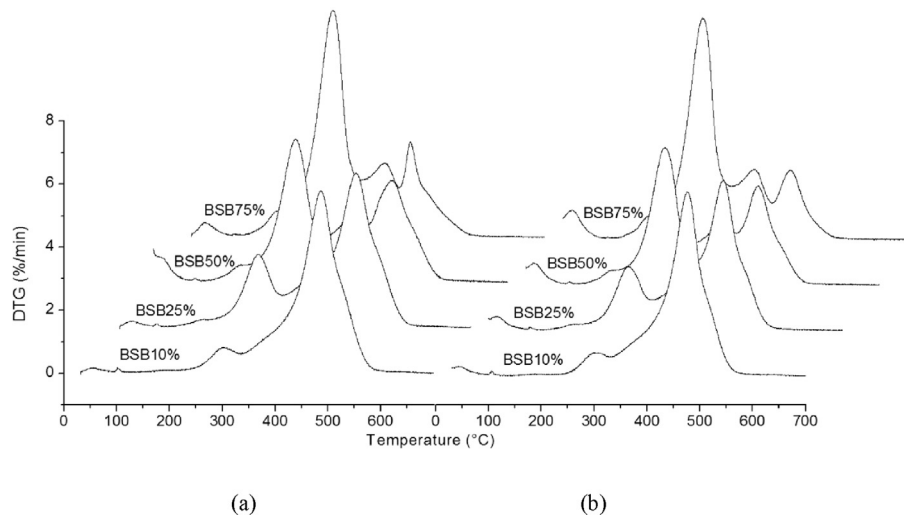 8
6
4
2
0
DTG (%/min)
BSB75%
BSB50%
BSB25%
BSB10%
BSB75%
BSB50%
BSB25%
BSB10%
0 100 200 300 400 500 600 0 100 200 300 400 500 600 700
Temperature (°C)
(a) (b)